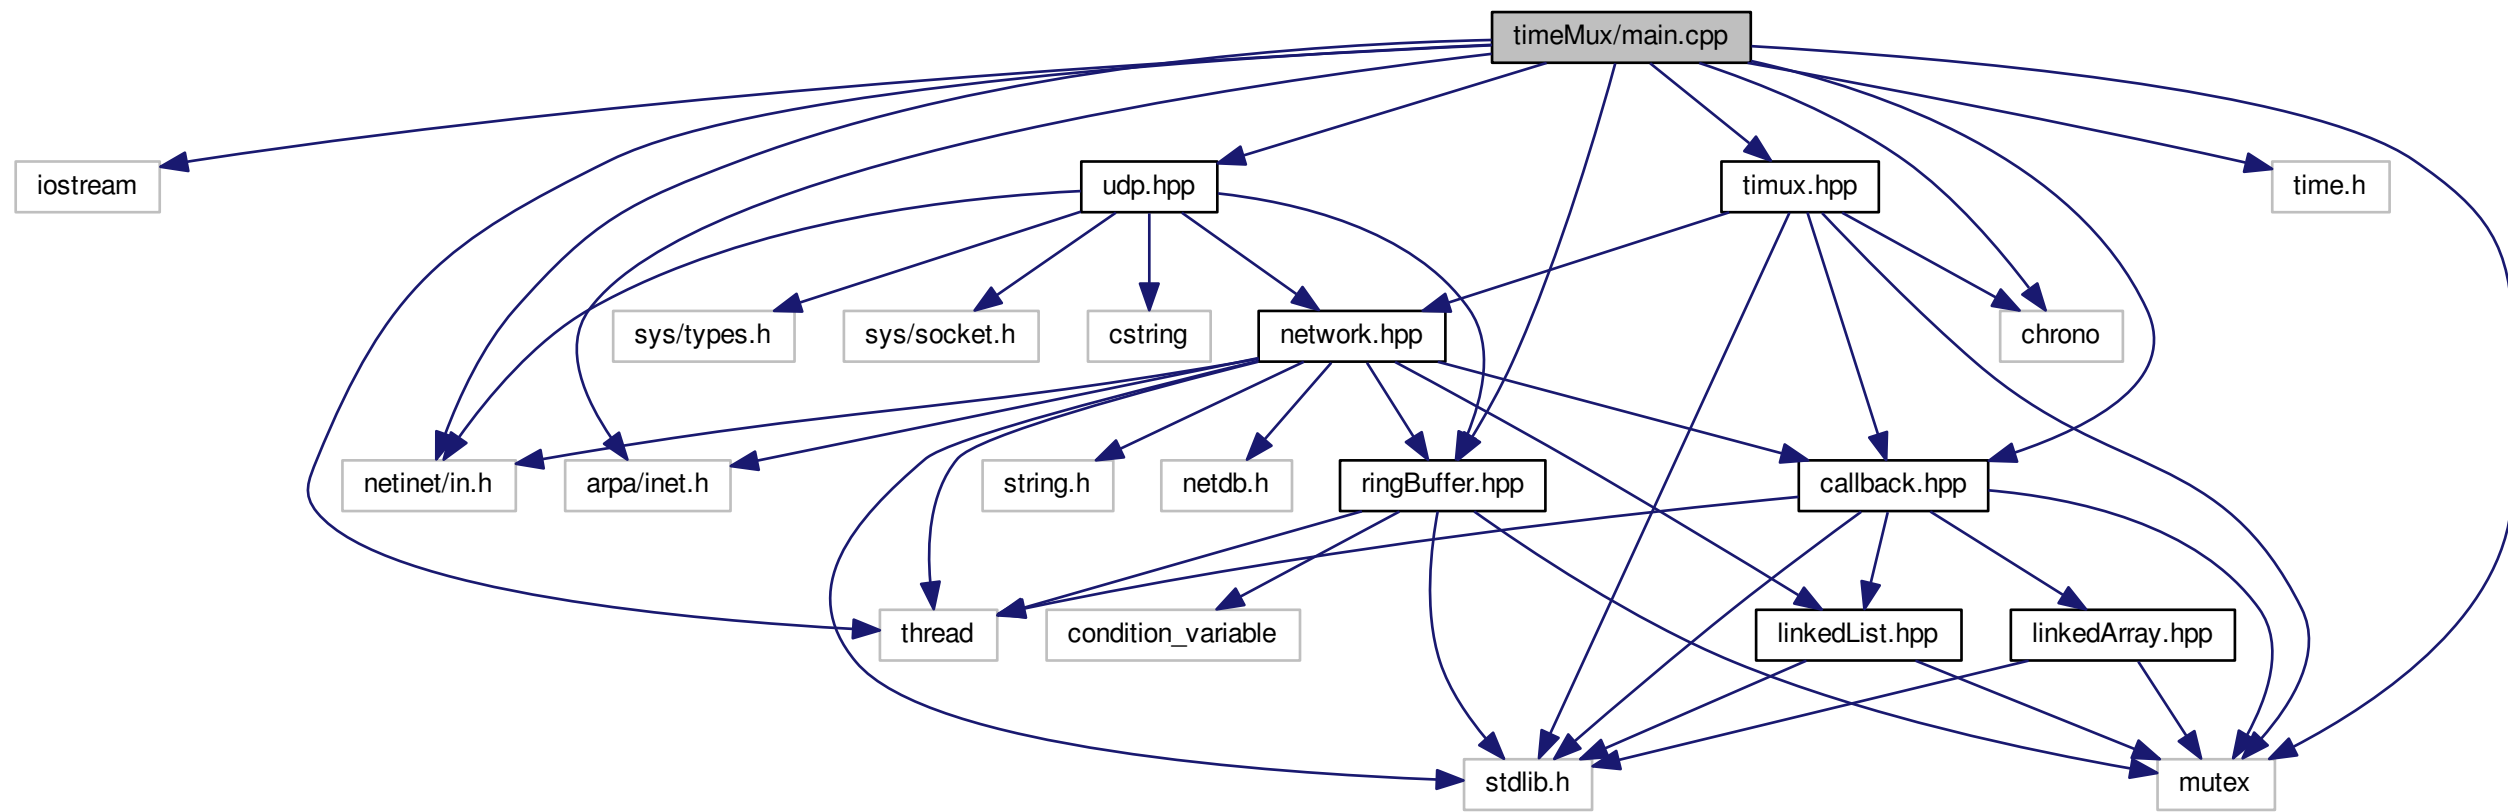 timeMux/main.cpp
iostream
udp.hpp
timux.hpp
time.h
sys/types.h
sys/socket.h
cstring
network.hpp
chrono
netinet/in.h
arpa/inet.h
string.h
netdb.h
ringBuffer.hpp
callback.hpp
thread
condition_variable
linkedList.hpp
linkedArray.hpp
stdlib.h
mutex